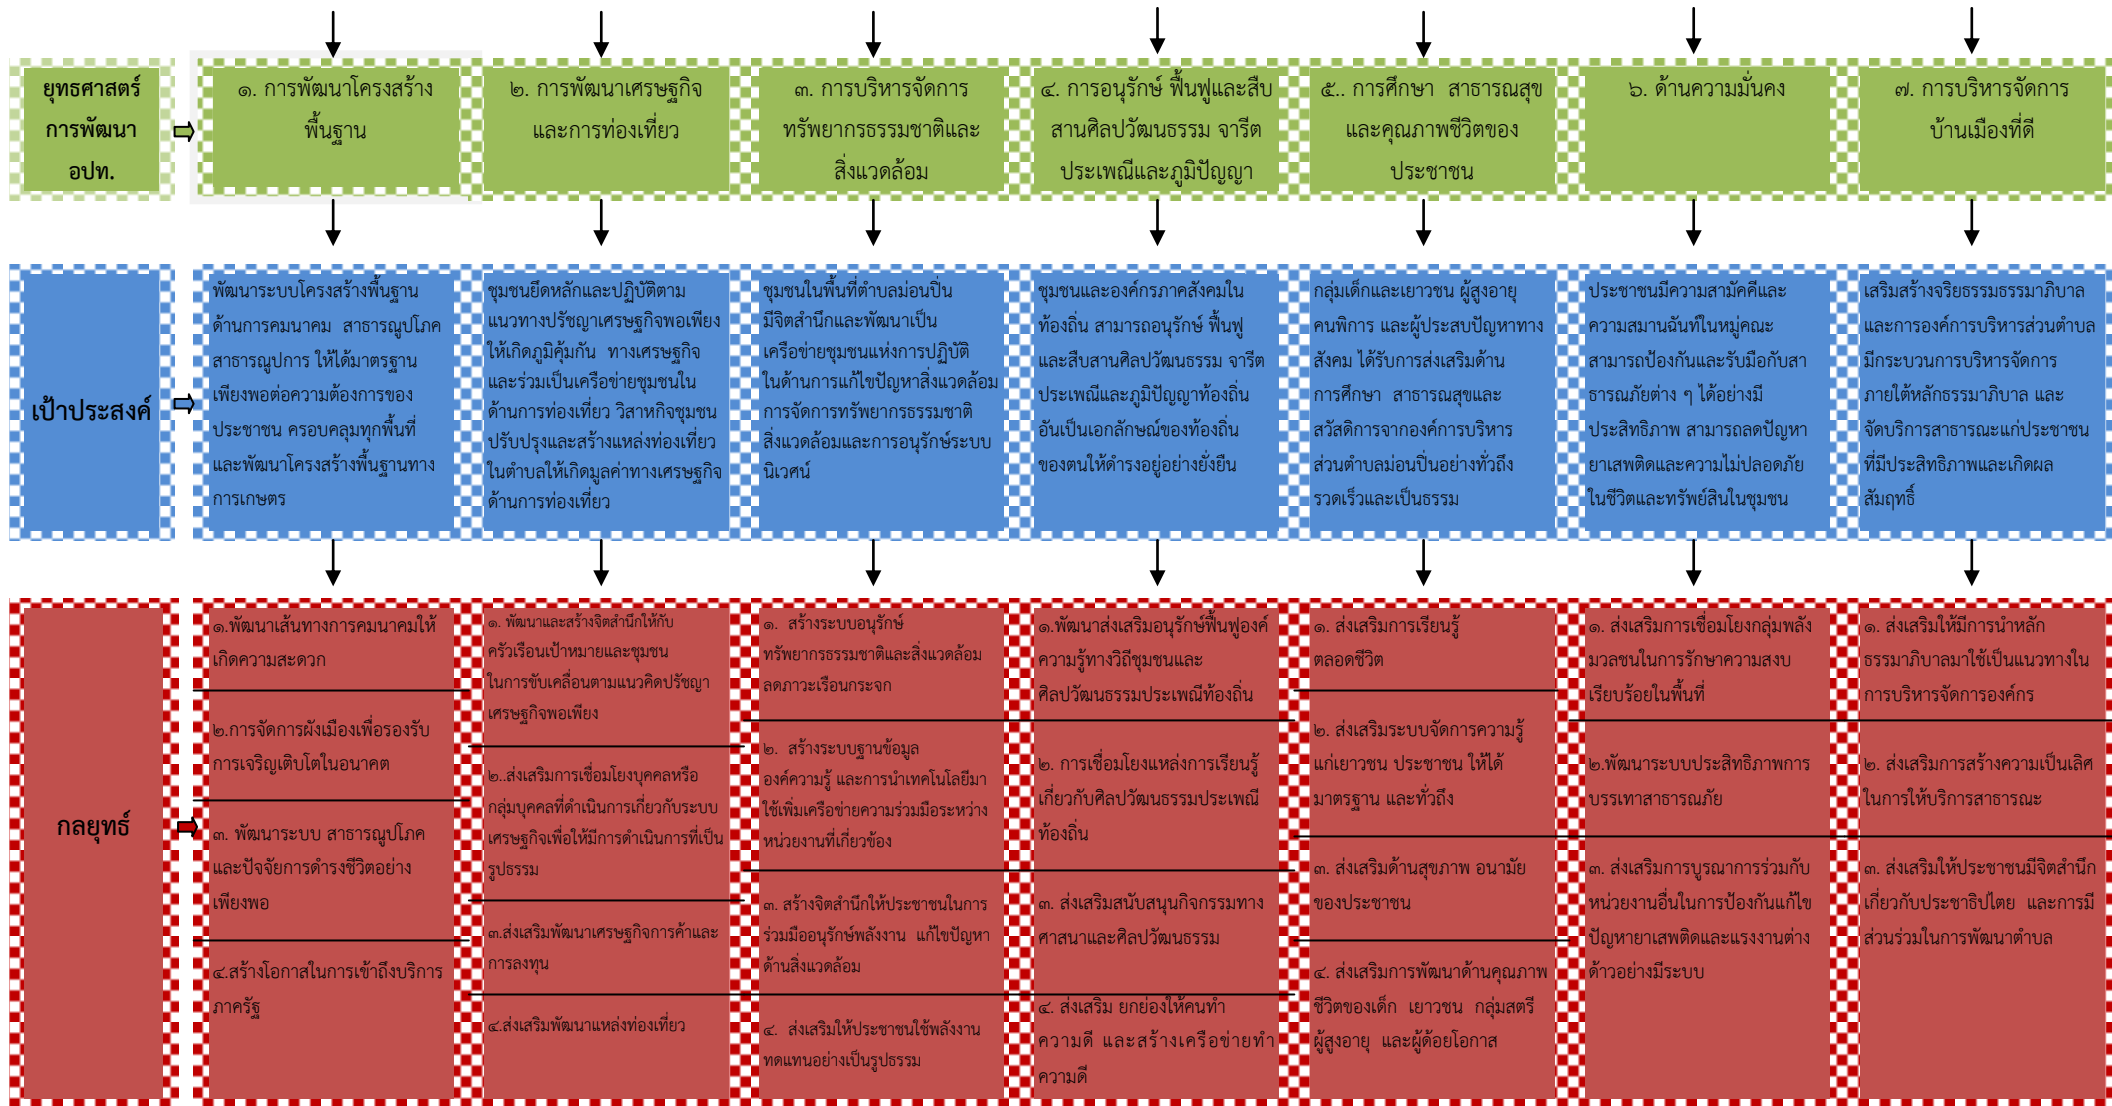 ยุทธศาสตร์
การพัฒนา
อปท.
๑. การพัฒนาโครงสร้าง
พื้นฐาน
๒. การพัฒนาเศรษฐกิจ
และการท่องเที่ยว
๓. การบริหารจัดการ
ทรัพยากรธรรมชาติและ
สิ่งแวดล้อม
๔. การอนุรักษ์ ฟื้นฟูและสืบ
สานศิลปวัฒนธรรม จารีต
ประเพณีและภูมิปัญญา
๕.. การศึกษา สาธารณสุข
และคุณภาพชีวิตของ
ประชาชน
๖. ด้านความมั่นคง
๗. การบริหารจัดการ
บ้านเมืองที่ดี
เป้าประสงค์
พัฒนาระบบโครงสร้างพื้นฐาน
ด้านการคมนาคม สาธารณูปโภค
สาธารณูปการ ให้ได้มาตรฐาน
เพียงพอต่อความต้องการของ
ประชาชน ครอบคลุมทุกพื้นที่
และพัฒนาโครงสร้างพื้นฐานทาง
การเกษตร
ชุมชนยึดหลักและปฏิบัติตาม
แนวทางปรัชญาเศรษฐกิจพอเพียง
ให้เกิดภูมิคุ้มกัน ทางเศรษฐกิจ
และร่วมเป็นเครือข่ายชุมชนใน
ด้านการท่องเที่ยว วิสาหกิจชุมชน
ปรับปรุงและสร้างแหล่งท่องเที่ยว
ในตำบลให้เกิดมูลค่าทางเศรษฐกิจ
ด้านการท่องเที่ยว
ชุมชนในพื้นที่ตำบลม่อนปิ่น
มีจิตสำนึกและพัฒนาเป็น
เครือข่ายชุมชนแห่งการปฏิบัติ
ในด้านการแก้ไขปัญหาสิ่งแวดล้อม
การจัดการทรัพยากรธรรมชาติ
สิ่งแวดล้อมและการอนุรักษ์ระบบ
นิเวศน์
ชุมชนและองค์กรภาคสังคมใน
ท้องถิ่น สามารถอนุรักษ์ ฟื้นฟู
และสืบสานศิลปวัฒนธรรม จารีต
ประเพณีและภูมิปัญญาท้องถิ่น
อันเป็นเอกลักษณ์ของท้องถิ่น
ของตนให้ดำรงอยู่อย่างยั่งยืน
กลุ่มเด็กและเยาวชน ผู้สูงอายุ
คนพิการ และผู้ประสบปัญหาทาง
สังคม ได้รับการส่งเสริมด้าน
การศึกษา สาธารณสุขและ
สวัสดิการจากองค์การบริหาร
ส่วนตำบลม่อนปิ่นอย่างทั่วถึง
รวดเร็วและเป็นธรรม
ประชาชนมีความสามัคคีและ
ความสมานฉันท์ในหมู่คณะ
สามารถป้องกันและรับมือกับสา
ธารณภัยต่าง ๆ ได้อย่างมี
ประสิทธิภาพ สามารถลดปัญหา
ยาเสพติดและความไม่ปลอดภัย
ในชีวิตและทรัพย์สินในชุมชน
เสริมสร้างจริยธรรมธรรมาภิบาล
และการองค์การบริหารส่วนตำบล
มีกระบวนการบริหารจัดการ
ภายใต้หลักธรรมาภิบาล และ
จัดบริการสาธารณะแก่ประชาชน
ที่มีประสิทธิภาพและเกิดผล
สัมฤทธิ์
กลยุทธ์
๑.พัฒนาเส้นทางการคมนาคมให้
เกิดความสะดวก
๒.การจัดการผังเมืองเพื่อรองรับ
การเจริญเติบโตในอนาคต
๓. พัฒนาระบบ สาธารณูปโภค
และปัจจัยการดำรงชีวิตอย่าง
เพียงพอ
๔.สร้างโอกาสในการเข้าถึงบริการ
ภาครัฐ
๑. พัฒนาและสร้างจิตสำนึกให้กับ
ครัวเรือนเป้าหมายและชุมชน
ในการขับเคลื่อนตามแนวคิดปรัชญา
เศรษฐกิจพอเพียง
๒..ส่งเสริมการเชื่อมโยงบุคคลหรือ
กลุ่มบุคคลที่ดำเนินการเกี่ยวกับระบบ
เศรษฐกิจเพื่อให้มีการดำเนินการที่เป็น
รูปธรรม
๓.ส่งเสริมพัฒนาเศรษฐกิจการค้าและ
การลงทุน
๔.ส่งเสริมพัฒนาแหล่งท่องเที่ยว
๑. สร้างระบบอนุรักษ์
ทรัพยากรธรรมชาติและสิ่งแวดล้อม
ลดภาวะเรือนกระจก
๒. สร้างระบบฐานข้อมูล
องค์ความรู้ และการนำเทคโนโลยีมา
ใช้เพิ่มเครือข่ายความร่วมมือระหว่าง
หน่วยงานที่เกี่ยวข้อง
๓. สร้างจิตสำนึกให้ประชาชนในการ
ร่วมมืออนุรักษ์พลังงาน แก้ไขปัญหา
ด้านสิ่งแวดล้อม
๔. ส่งเสริมให้ประชาชนใช้พลังงาน
ทดแทนอย่างเป็นรูปธรรม
๑.พัฒนาส่งเสริมอนุรักษ์ฟื้นฟูองค์
ความรู้ทางวิถีชุมชนและ
ศิลปวัฒนธรรมประเพณีท้องถิ่น
๒. การเชื่อมโยงแหล่งการเรียนรู้
เกี่ยวกับศิลปวัฒนธรรมประเพณี
ท้องถิ่น
๓. ส่งเสริมสนับสนุนกิจกรรมทาง
ศาสนาและศิลปวัฒนธรรม
๔. ส่งเสริม ยกย่องให้คนทำ
ความดี และสร้างเครือข่ายทำ
ความดี
๑. ส่งเสริมการเรียนรู้
ตลอดชีวิต
๒. ส่งเสริมระบบจัดการความรู้
แก่เยาวชน ประชาชน ให้ได้
มาตรฐาน และทั่วถึง
๓. ส่งเสริมด้านสุขภาพ อนามัย
ของประชาชน
๔. ส่งเสริมการพัฒนาด้านคุณภาพ
ชีวิตของเด็ก เยาวชน กลุ่มสตรี
ผู้สูงอายุ และผู้ด้อยโอกาส
๑. ส่งเสริมการเชื่อมโยงกลุ่มพลัง
มวลชนในการรักษาความสงบ
เรียบร้อยในพื้นที่
๒.พัฒนาระบบประสิทธิภาพการ
บรรเทาสาธารณภัย
๓. ส่งเสริมการบูรณาการร่วมกับ
หน่วยงานอื่นในการป้องกันแก้ไข
ปัญหายาเสพติดและแรงงานต่าง
ด้าวอย่างมีระบบ
๑. ส่งเสริมให้มีการนำหลัก
ธรรมาภิบาลมาใช้เป็นแนวทางใน
การบริหารจัดการองค์กร
๒. ส่งเสริมการสร้างความเป็นเลิศ
ในการให้บริการสาธารณะ
๓. ส่งเสริมให้ประชาชนมีจิตสำนึก
เกี่ยวกับประชาธิปไตย และการมี
ส่วนร่วมในการพัฒนาตำบล